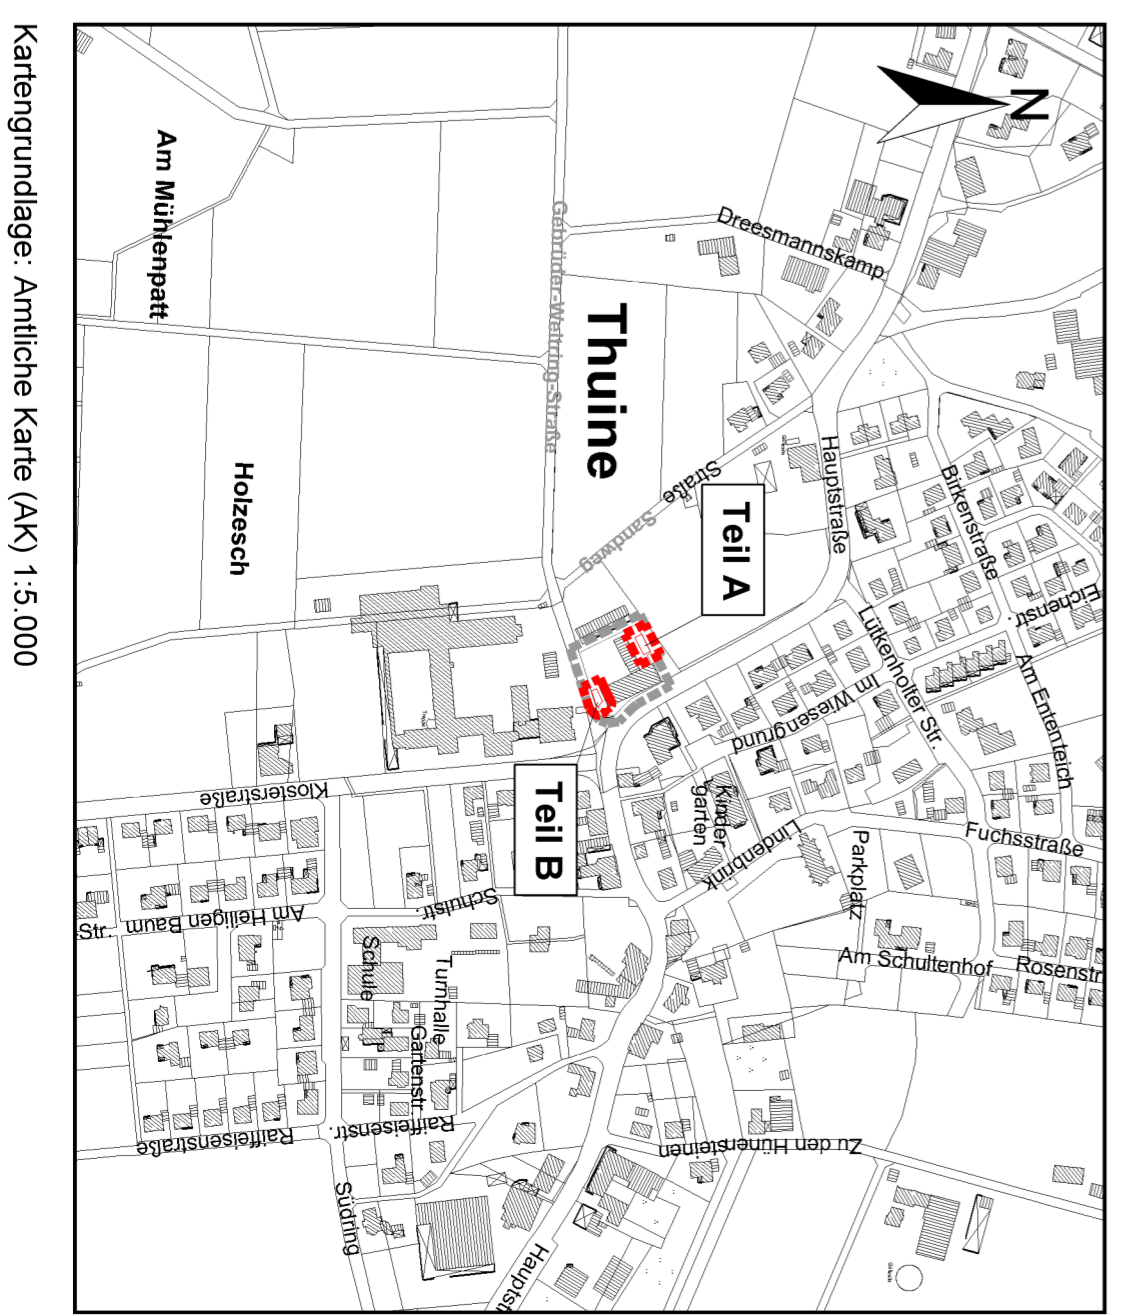 N
Kartengrundlage: Amtliche Karte (AK) 1:5.000
Thuine
Teil A
Teil B
Am Mühlenpatt
Holzesch
Gebrüder-Weltring-Straße
Dreesmannskamp
Straße
Sandweg
Hauptstraße
Birkenstraße
Eichenstr.
Lütkenholter Str.
Am Ententeich
Im Wiesengrund
Kinder
garten
Lindenbrink
Fuchsstraße
Parkplatz
Am Schultenhof
Rosenstr
Klosterstraße
Am Heiligen Baum
Str.
Schulstr.
Schule
Turnhalle
Gartenstr.
Raiffeisenstr.
Raiffeisenstraße
Südring
Zu den Hünensteinen
Hauptst